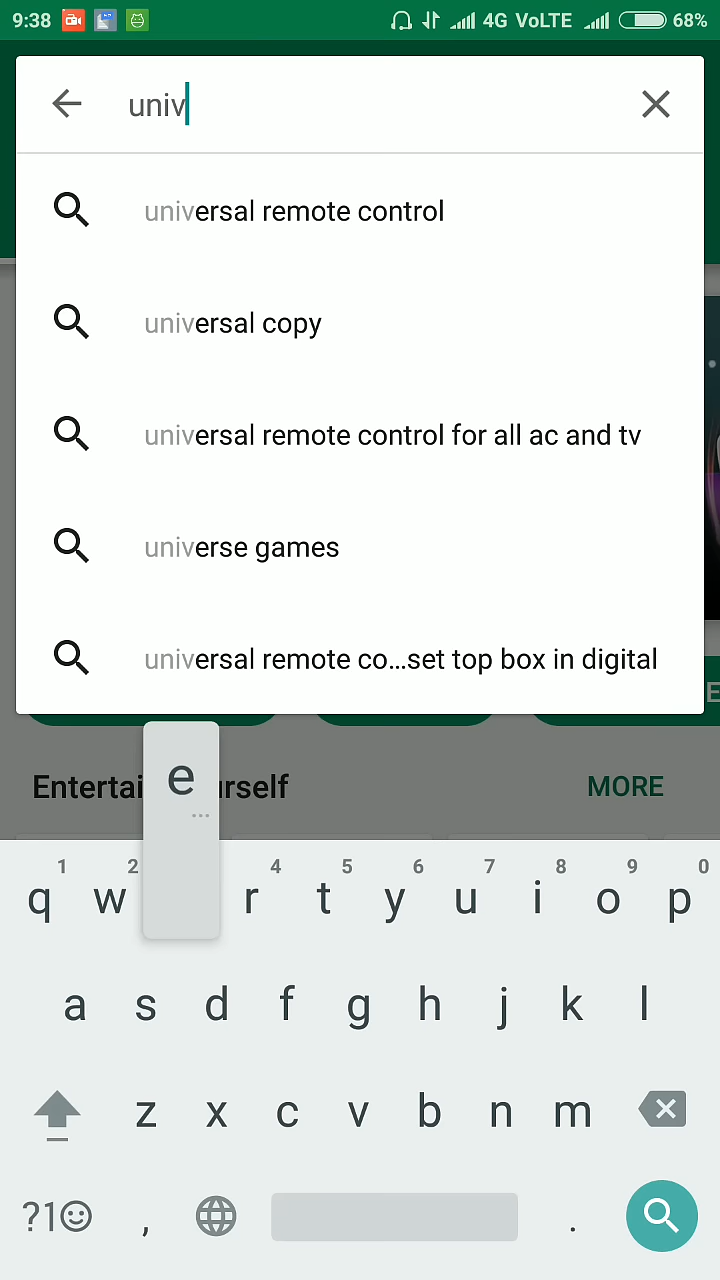 9:38 4G VoLTE 68%
univ
universal remote control
universal copy
universal remote control for all ac and tv
universe games
universal remote co...set top box in digital
E
Entertai urself MORE
e
...
1 2 4 5 6 7 8 9 0
q w r t y u i o p
a s d f g h j k l
z x c v b n m
?1☺ , .